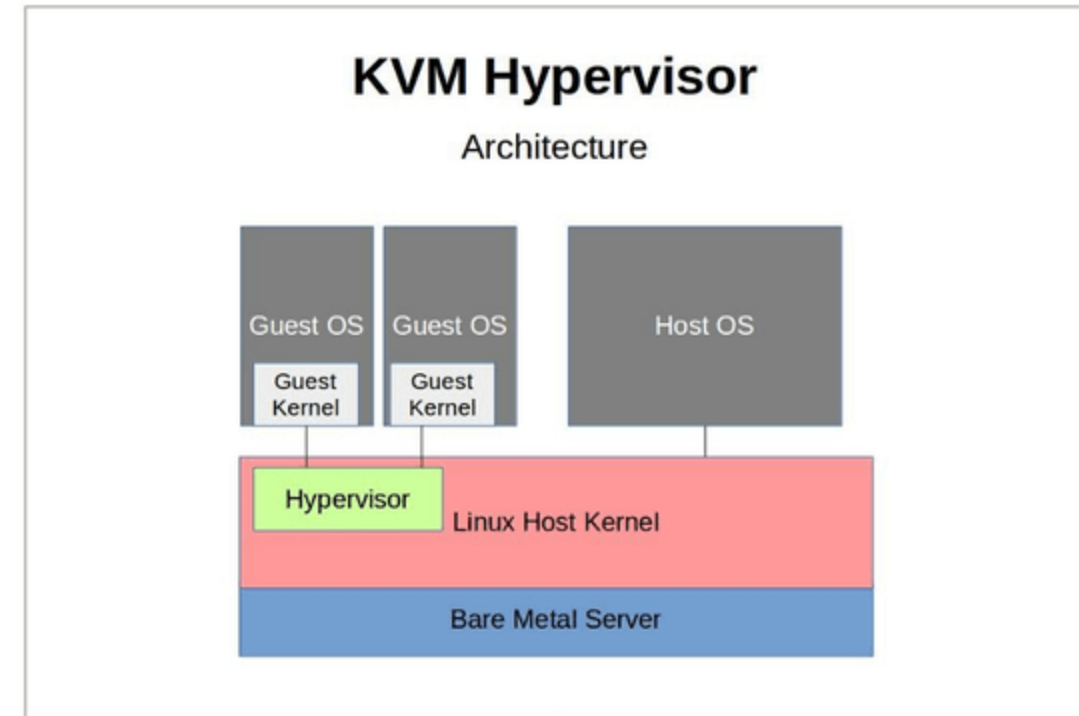 KVM Hypervisor
Architecture
Guest OS
Guest OS
Host OS
Guest
Kernel
Guest
Kernel
Hypervisor
Linux Host Kernel
Bare Metal Server